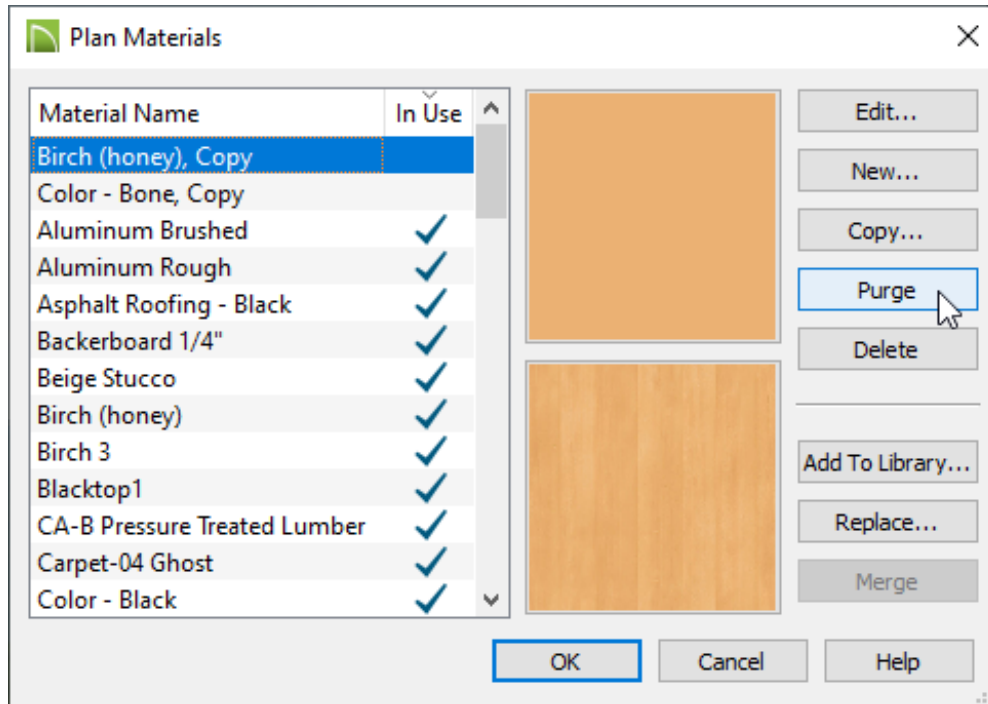 Plan Materials
Material Name In Use
Birch (honey), Copy
Color - Bone, Copy
Aluminum Brushed
Aluminum Rough
Asphalt Roofing - Black
Backerboard 1/4"
Beige Stucco
Birch (honey)
Birch 3
Blacktop1
CA-B Pressure Treated Lumber
Carpet-04 Ghost
Color - Black
Edit...
New...
Copy...
Purge
Delete
Add To Library...
Replace...
Merge
OK Cancel Help